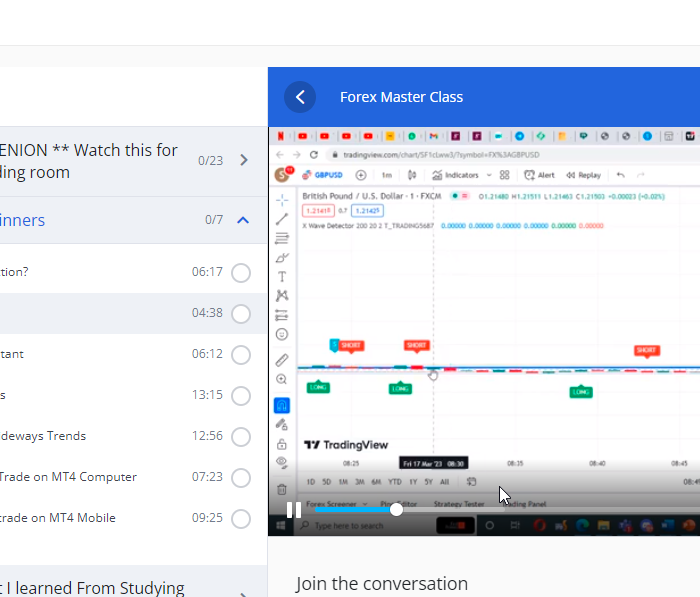 Forex Master Class
ENION ** Watch this for
ding room
0/23
inners
0/7
tion?
06:17
04:38
tant
06:12
s
13:15
deways Trends
12:56
Trade on MT4 Computer
07:23
trade on MT4 Mobile
09:25
t I learned From Studying
tradingview.com/chart/SF1clww3/?symbol=FX%3AGBPUSD
S
GBPUSD
1m
Indicators
Alert
Replay
British Pound / U.S. Dollar · 1 · FXCM
O1.21480 H1.21511 L1.21463 C1.21503 +0.00023 (+0.02%)
1.21415 0.7 1.21423
X Wave Detector 200 20 2 T_TRADING5687 0.00000 0.00000 0.00000 0.00000 0.00000 0.00000
SHORT
SHORT
SHORT
LONG
LONG
LONG
TradingView
08:25
Fri 17 Mar '23 08:30
08:35
08:40
08:45
1D 5D 1M 3M 6M YTD 1Y 5Y All
Forex Screener
Pine Editor
Strategy Tester
Trading Panel
Type here to search
Join the conversation